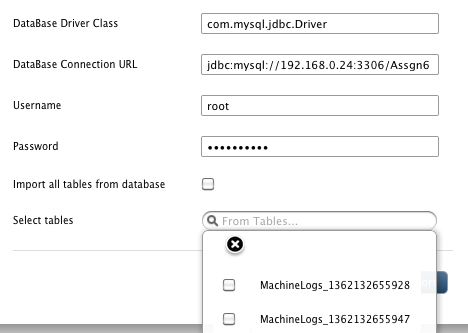 DataBase Driver Class
com.mysql.jdbc.Driver
DataBase Connection URL
jdbc:mysql://192.168.0.24:3306/Assgn6
Username
root
Password
••••••••••
Import all tables from database
Select tables
From Tables...
MachineLogs_1362132655928
MachineLogs_1362132655947